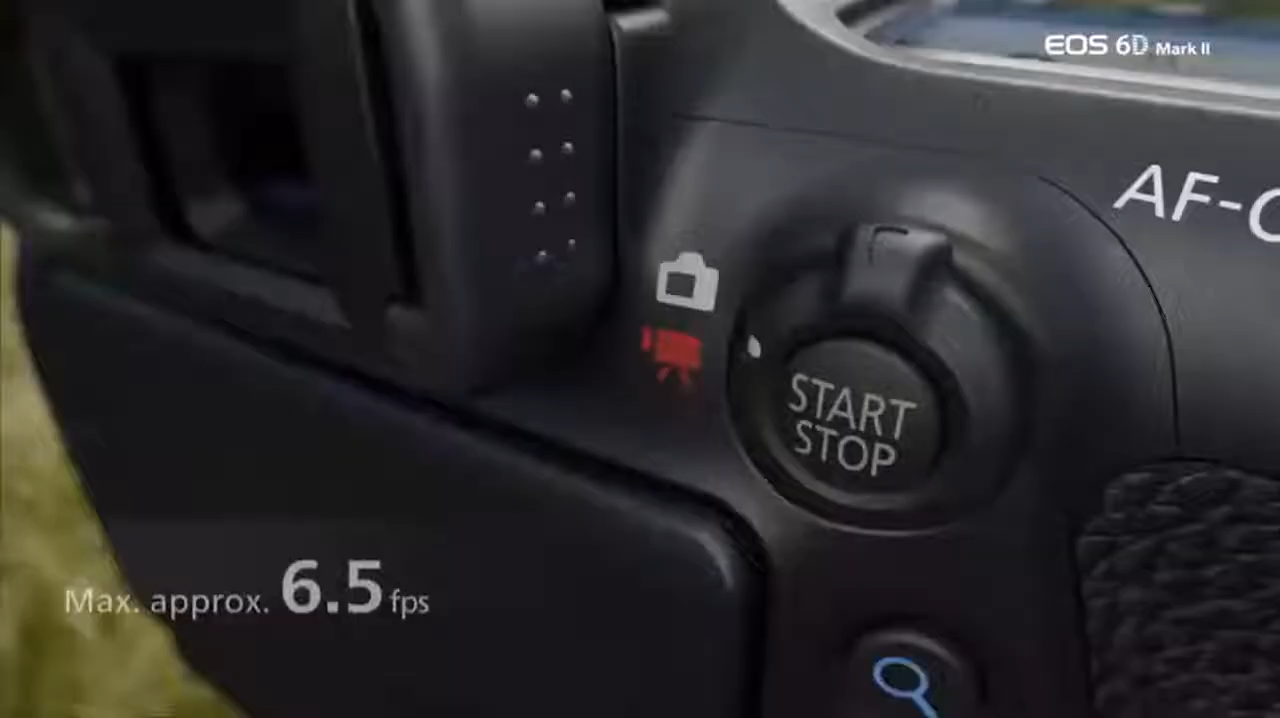 EOS 6D Mark II
AF-
START
STOP
Max. approx. 6.5 fps